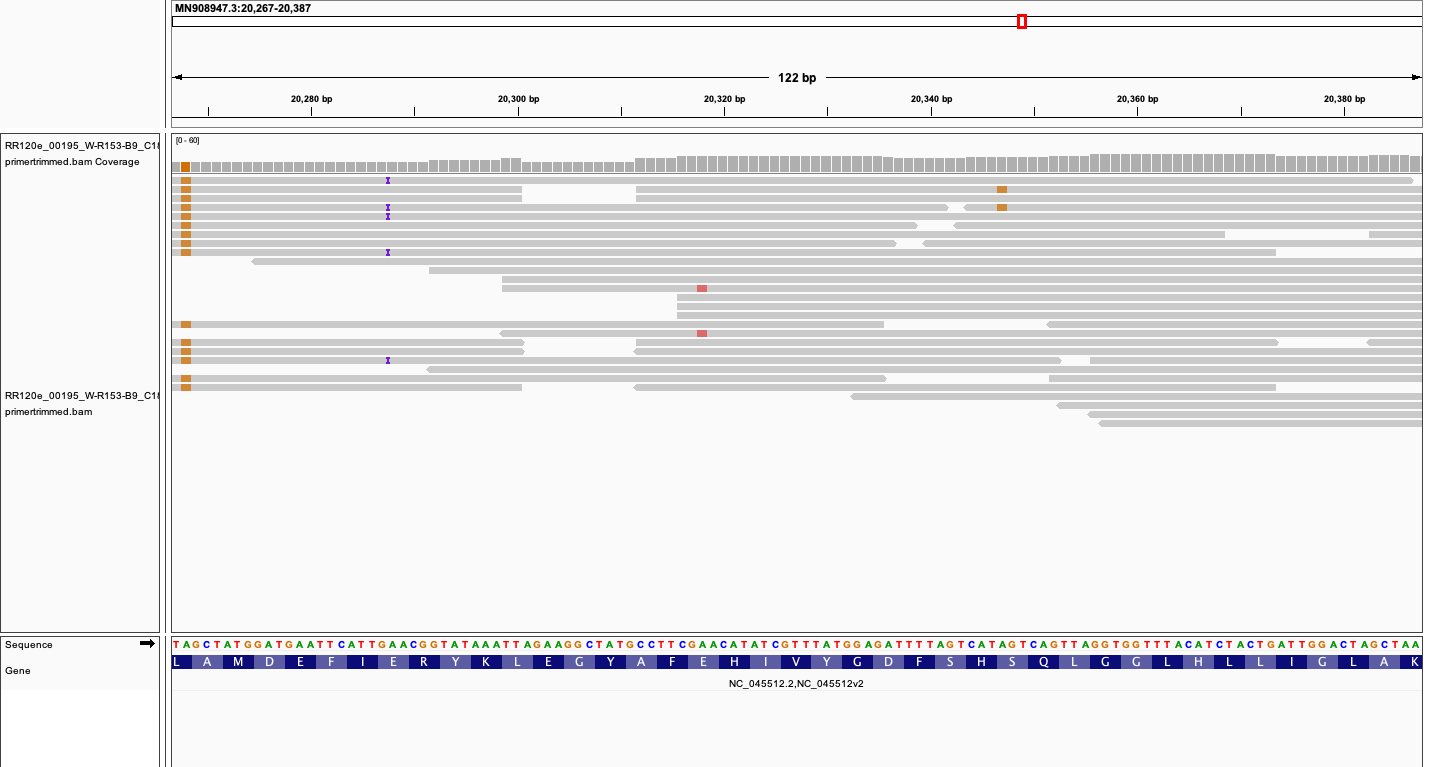 MN908947.3:20,267-20,387
122 bp
20,280 bp 20,300 bp 20,320 bp 20,340 bp 20,360 bp 20,380 bp
RR120e_00195_W-R153-B9_C18
primertrimmed.bam Coverage
[0 - 60]
RR120e_00195_W-R153-B9_C18
primertrimmed.bam
Sequence
TAGCTATGGATGAATTCATTGAACGGTATAAATTAGAAGGCTATGCCTTCGAACATATCGTTTATGGAGATTTTAGTCATAGTCAGTTAGGTGGTTTACATCTACTGATTGGACTAGCTAA
Gene
L A M D E F I E R Y K L E G Y A F E H I V Y G D F S H S Q L G G L H L L I G L A K
NC_045512.2,NC_045512v2